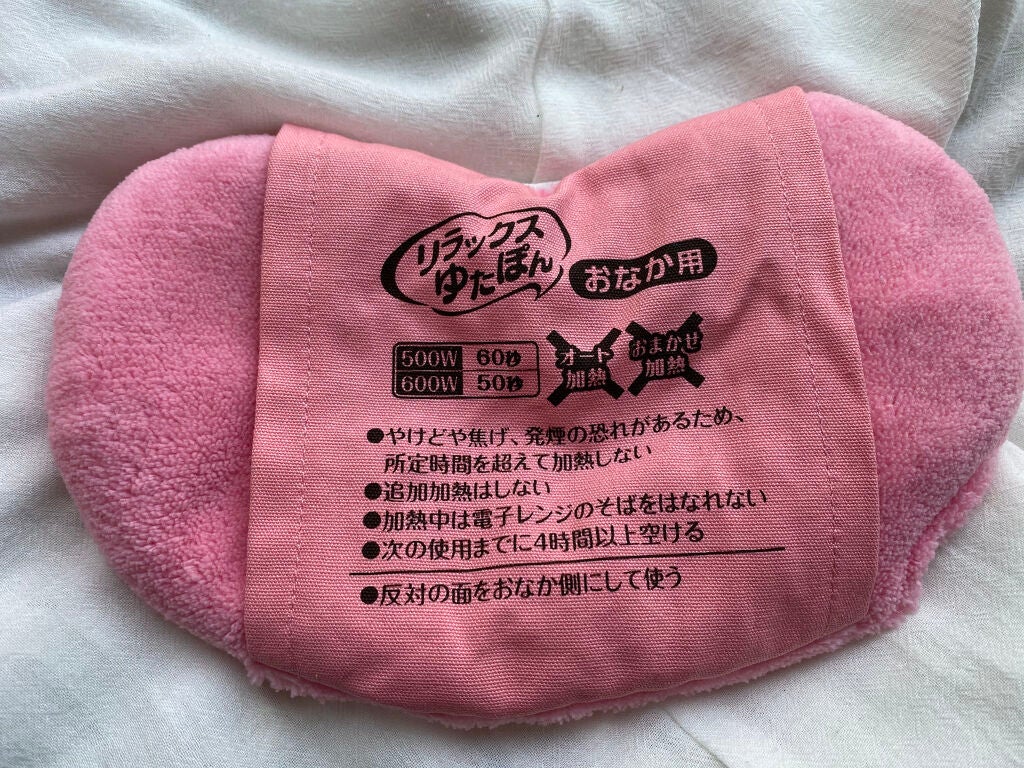 リラックス
ゆたぽん
おなか用
500W 60秒
600W 50秒
オート
加熱
おまかせ
加熱
●やけどや焦げ、発煙の恐れがあるため、
所定時間を超えて加熱しない
●追加加熱はしない
●加熱中は電子レンジのそばをはなれない
●次の使用までに4時間以上空ける
●反対の面をおなか側にして使う